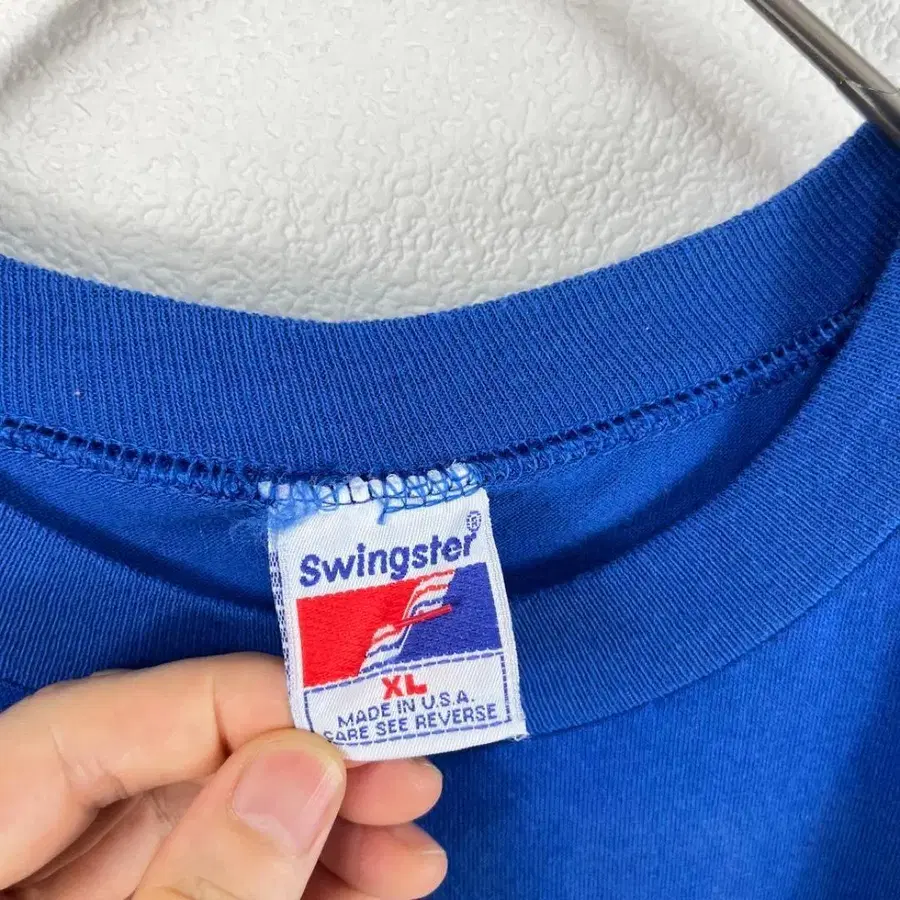 Swingster®
XL
MADE IN U.S.A.
CARE SEE REVERSE